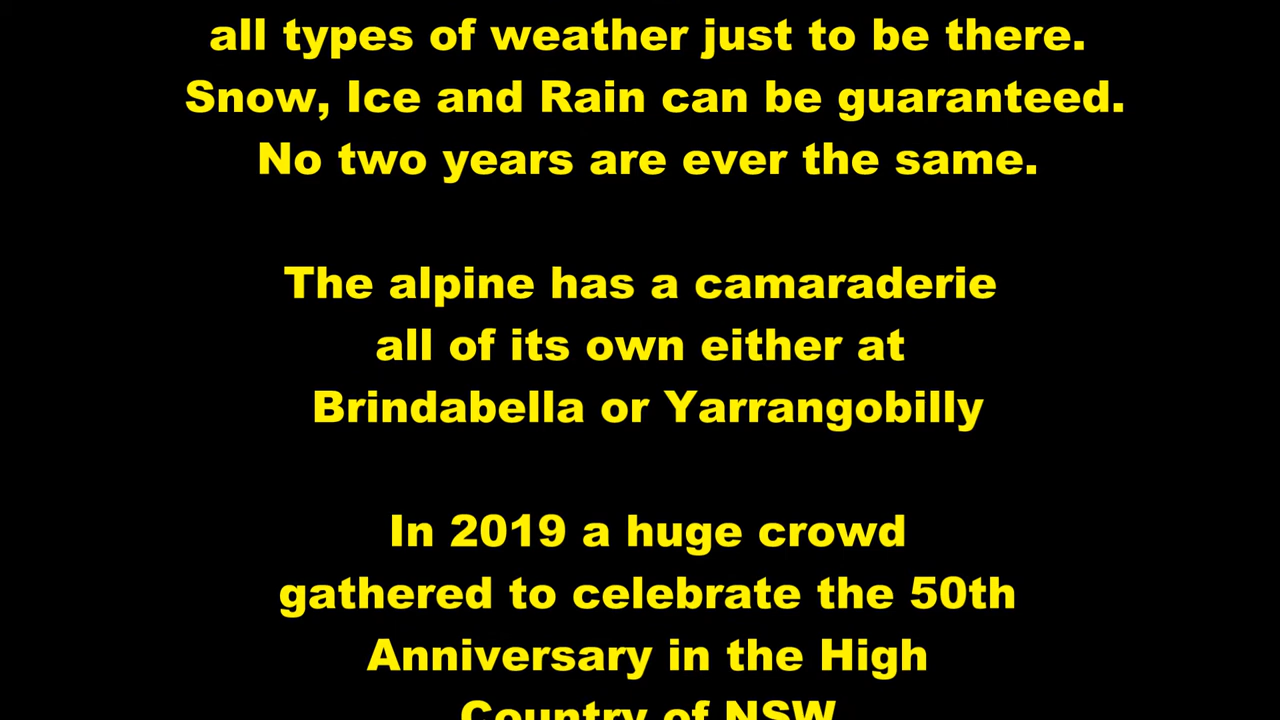 all types of weather just to be there.
Snow, Ice and Rain can be guaranteed.
No two years are ever the same.
The alpine has a camaraderie
all of its own either at
Brindabella or Yarrangobilly
In 2019 a huge crowd
gathered to celebrate the 50th
Anniversary in the High
Country of NSW